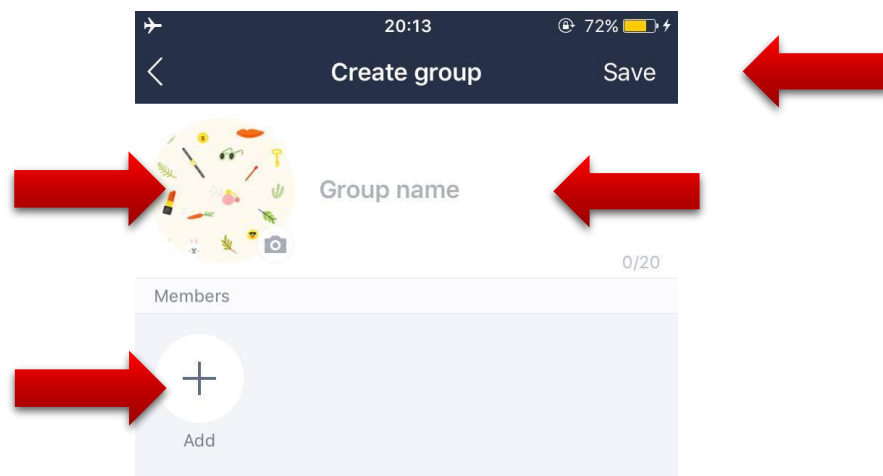 20:13
72%
Create group
Save
Group name
0/20
Members
Add